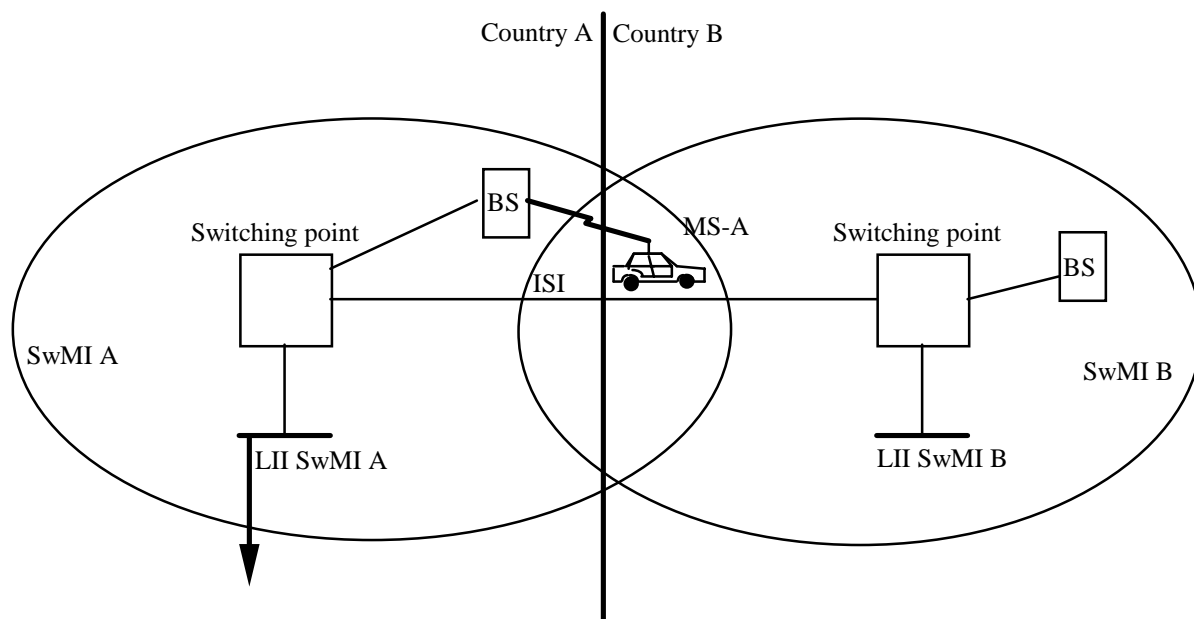 Country A
Country B
BS
MS-A
Switching point
Switching point
BS
ISI
SwMI A
SwMI B
LII SwMI A
LII SwMI B